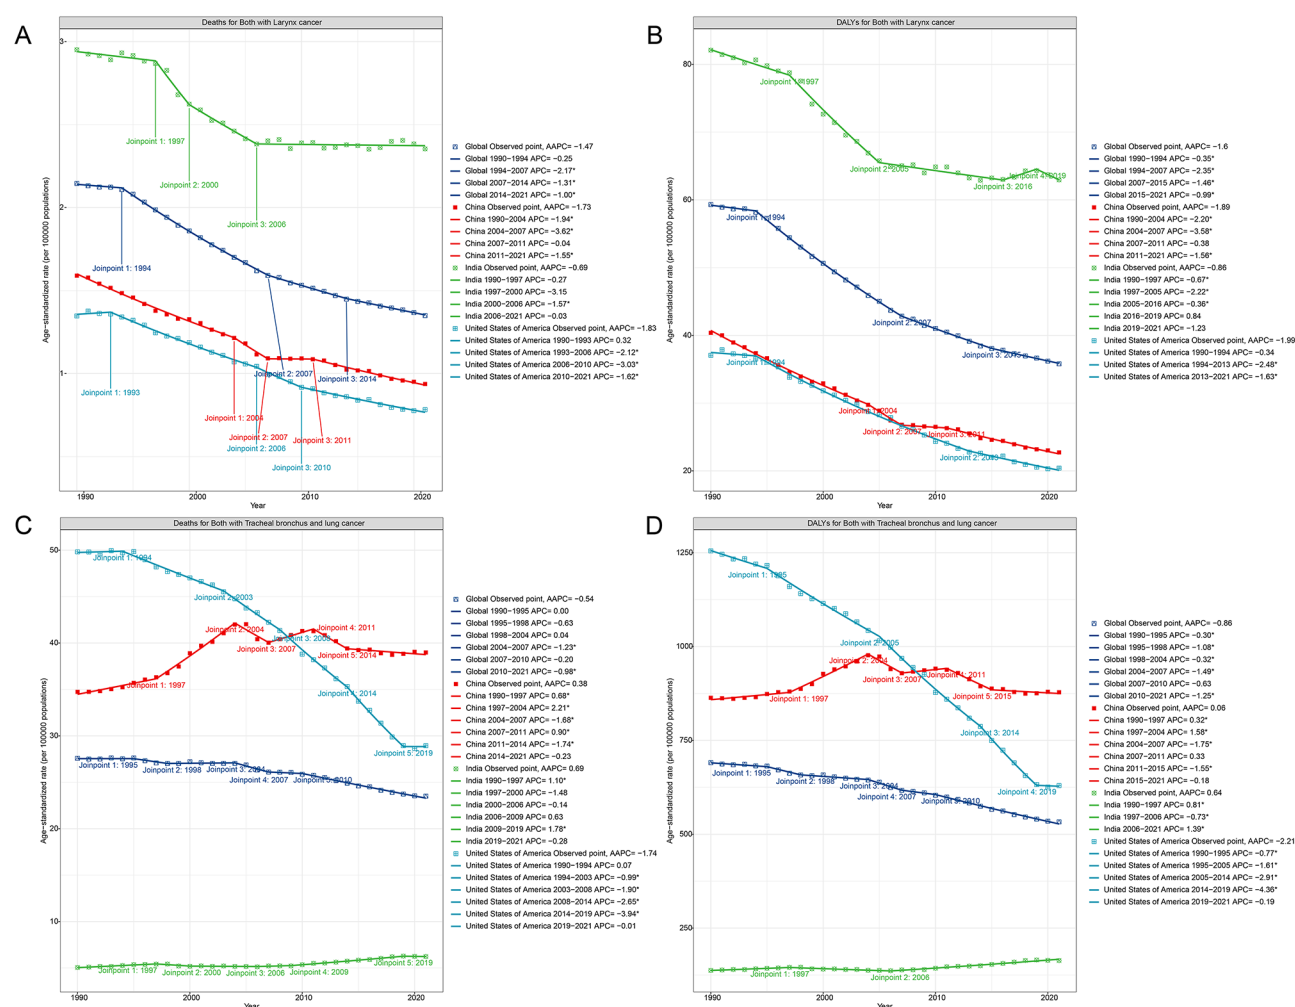 A
Deaths for Both with Larynx cancer
Age−standardized rate (per 100000 populations)
3
2
1
Joinpoint 1: 1997
Joinpoint 2: 2000
Joinpoint 3: 2006
Joinpoint 1: 1994
Joinpoint 2: 2007
Joinpoint 3: 2014
Joinpoint 1: 1993
Joinpoint 1: 2004
Joinpoint 2: 2007
Joinpoint 3: 2011
Joinpoint 2: 2006
Joinpoint 3: 2010
1990 2000 2010 2020
Year
Global Observed point, AAPC= −1.47
Global 1990−1994 APC= −0.25
Global 1994−2007 APC= −2.17*
Global 2007−2014 APC= −1.31*
Global 2014−2021 APC= −1.00*
China Observed point, AAPC= −1.73
China 1990−2004 APC= −1.94*
China 2004−2007 APC= −3.62*
China 2007−2011 APC= −0.04
China 2011−2021 APC= −1.55*
India Observed point, AAPC= −0.69
India 1990−1997 APC= −0.27
India 1997−2000 APC= −3.15
India 2000−2006 APC= −1.57*
India 2006−2021 APC= −0.03
United States of America Observed point, AAPC= −1.83
United States of America 1990−1993 APC= 0.32
United States of America 1993−2006 APC= −2.12*
United States of America 2006−2010 APC= −3.03*
United States of America 2010−2021 APC= −1.62*
B
DALYs for Both with Larynx cancer
Age−standardized rate (per 100000 populations)
80
60
40
20
Joinpoint 1: 1997
Joinpoint 2: 2005
Joinpoint 3: 2016
Joinpoint 4: 2019
Joinpoint 1: 1994
Joinpoint 2: 2007
Joinpoint 3: 2015
Joinpoint 1: 1994
Joinpoint 1: 2004
Joinpoint 2: 2007
Joinpoint 3: 2011
Joinpoint 2: 2013
1990 2000 2010 2020
Year
Global Observed point, AAPC= −1.6
Global 1990−1994 APC= −0.35*
Global 1994−2007 APC= −2.35*
Global 2007−2015 APC= −1.46*
Global 2015−2021 APC= −0.99*
China Observed point, AAPC= −1.89
China 1990−2004 APC= −2.20*
China 2004−2007 APC= −3.58*
China 2007−2011 APC= −0.38
China 2011−2021 APC= −1.56*
India Observed point, AAPC= −0.86
India 1990−1997 APC= −0.67*
India 1997−2005 APC= −2.22*
India 2005−2016 APC= −0.36*
India 2016−2019 APC= 0.84
India 2019−2021 APC= −1.23
United States of America Observed point, AAPC= −1.99
United States of America 1990−1994 APC= −0.34
United States of America 1994−2013 APC= −2.48*
United States of America 2013−2021 APC= −1.63*
C
Deaths for Both with Tracheal bronchus and lung cancer
Age−standardized rate (per 100000 populations)
50
40
30
20
10
Joinpoint 1: 1994
Joinpoint 2: 2003
Joinpoint 2: 2004
Joinpoint 3: 2008
Joinpoint 4: 2011
Joinpoint 3: 2007
Joinpoint 5: 2014
Joinpoint 1: 1997
Joinpoint 4: 2014
Joinpoint 5: 2019
Joinpoint 1: 1995
Joinpoint 2: 1998
Joinpoint 3: 2004
Joinpoint 4: 2007
Joinpoint 5: 2010
Joinpoint 1: 1997
Joinpoint 2: 2000
Joinpoint 3: 2006
Joinpoint 4: 2009
Joinpoint 5: 2019
1990 2000 2010 2020
Year
Global Observed point, AAPC= −0.54
Global 1990−1995 APC= 0.00
Global 1995−1998 APC= −0.63
Global 1998−2004 APC= 0.04
Global 2004−2007 APC= −1.23*
Global 2007−2010 APC= −0.20
Global 2010−2021 APC= −0.98*
China Observed point, AAPC= 0.38
China 1990−1997 APC= 0.68*
China 1997−2004 APC= 2.21*
China 2004−2007 APC= −1.68*
China 2007−2011 APC= 0.90*
China 2011−2014 APC= −1.74*
China 2014−2021 APC= −0.23
India Observed point, AAPC= 0.69
India 1990−1997 APC= 1.10*
India 1997−2000 APC= −1.48
India 2000−2006 APC= −0.14
India 2006−2009 APC= 0.63
India 2009−2019 APC= 1.78*
India 2019−2021 APC= −0.28
United States of America Observed point, AAPC= −1.74
United States of America 1990−1994 APC= 0.07
United States of America 1994−2003 APC= −0.99*
United States of America 2003−2008 APC= −1.90*
United States of America 2008−2014 APC= −2.65*
United States of America 2014−2019 APC= −3.94*
United States of America 2019−2021 APC= −0.01
D
DALYs for Both with Tracheal bronchus and lung cancer
Age−standardized rate (per 100000 populations)
1250
1000
750
500
250
Joinpoint 1: 1995
Joinpoint 2: 2005
Joinpoint 2: 2004
Joinpoint 3: 2007
Joinpoint 4: 2011
Joinpoint 1: 1997
Joinpoint 5: 2015
Joinpoint 3: 2014
Joinpoint 4: 2019
Joinpoint 1: 1995
Joinpoint 2: 1998
Joinpoint 3: 2004
Joinpoint 4: 2007
Joinpoint 5: 2010
Joinpoint 1: 1997
Joinpoint 2: 2006
1990 2000 2010 2020
Year
Global Observed point, AAPC= −0.86
Global 1990−1995 APC= −0.30*
Global 1995−1998 APC= −1.08*
Global 1998−2004 APC= −0.32*
Global 2004−2007 APC= −1.49*
Global 2007−2010 APC= −0.63
Global 2010−2021 APC= −1.25*
China Observed point, AAPC= 0.06
China 1990−1997 APC= 0.32*
China 1997−2004 APC= 1.58*
China 2004−2007 APC= −1.75*
China 2007−2011 APC= 0.33
China 2011−2015 APC= −1.55*
China 2015−2021 APC= −0.18
India Observed point, AAPC= 0.64
India 1990−1997 APC= 0.81*
India 1997−2006 APC= −0.73*
India 2006−2021 APC= 1.39*
United States of America Observed point, AAPC= −2.21
United States of America 1990−1995 APC= −0.77*
United States of America 1995−2005 APC= −1.61*
United States of America 2005−2014 APC= −2.91*
United States of America 2014−2019 APC= −4.36*
United States of America 2019−2021 APC= −0.19